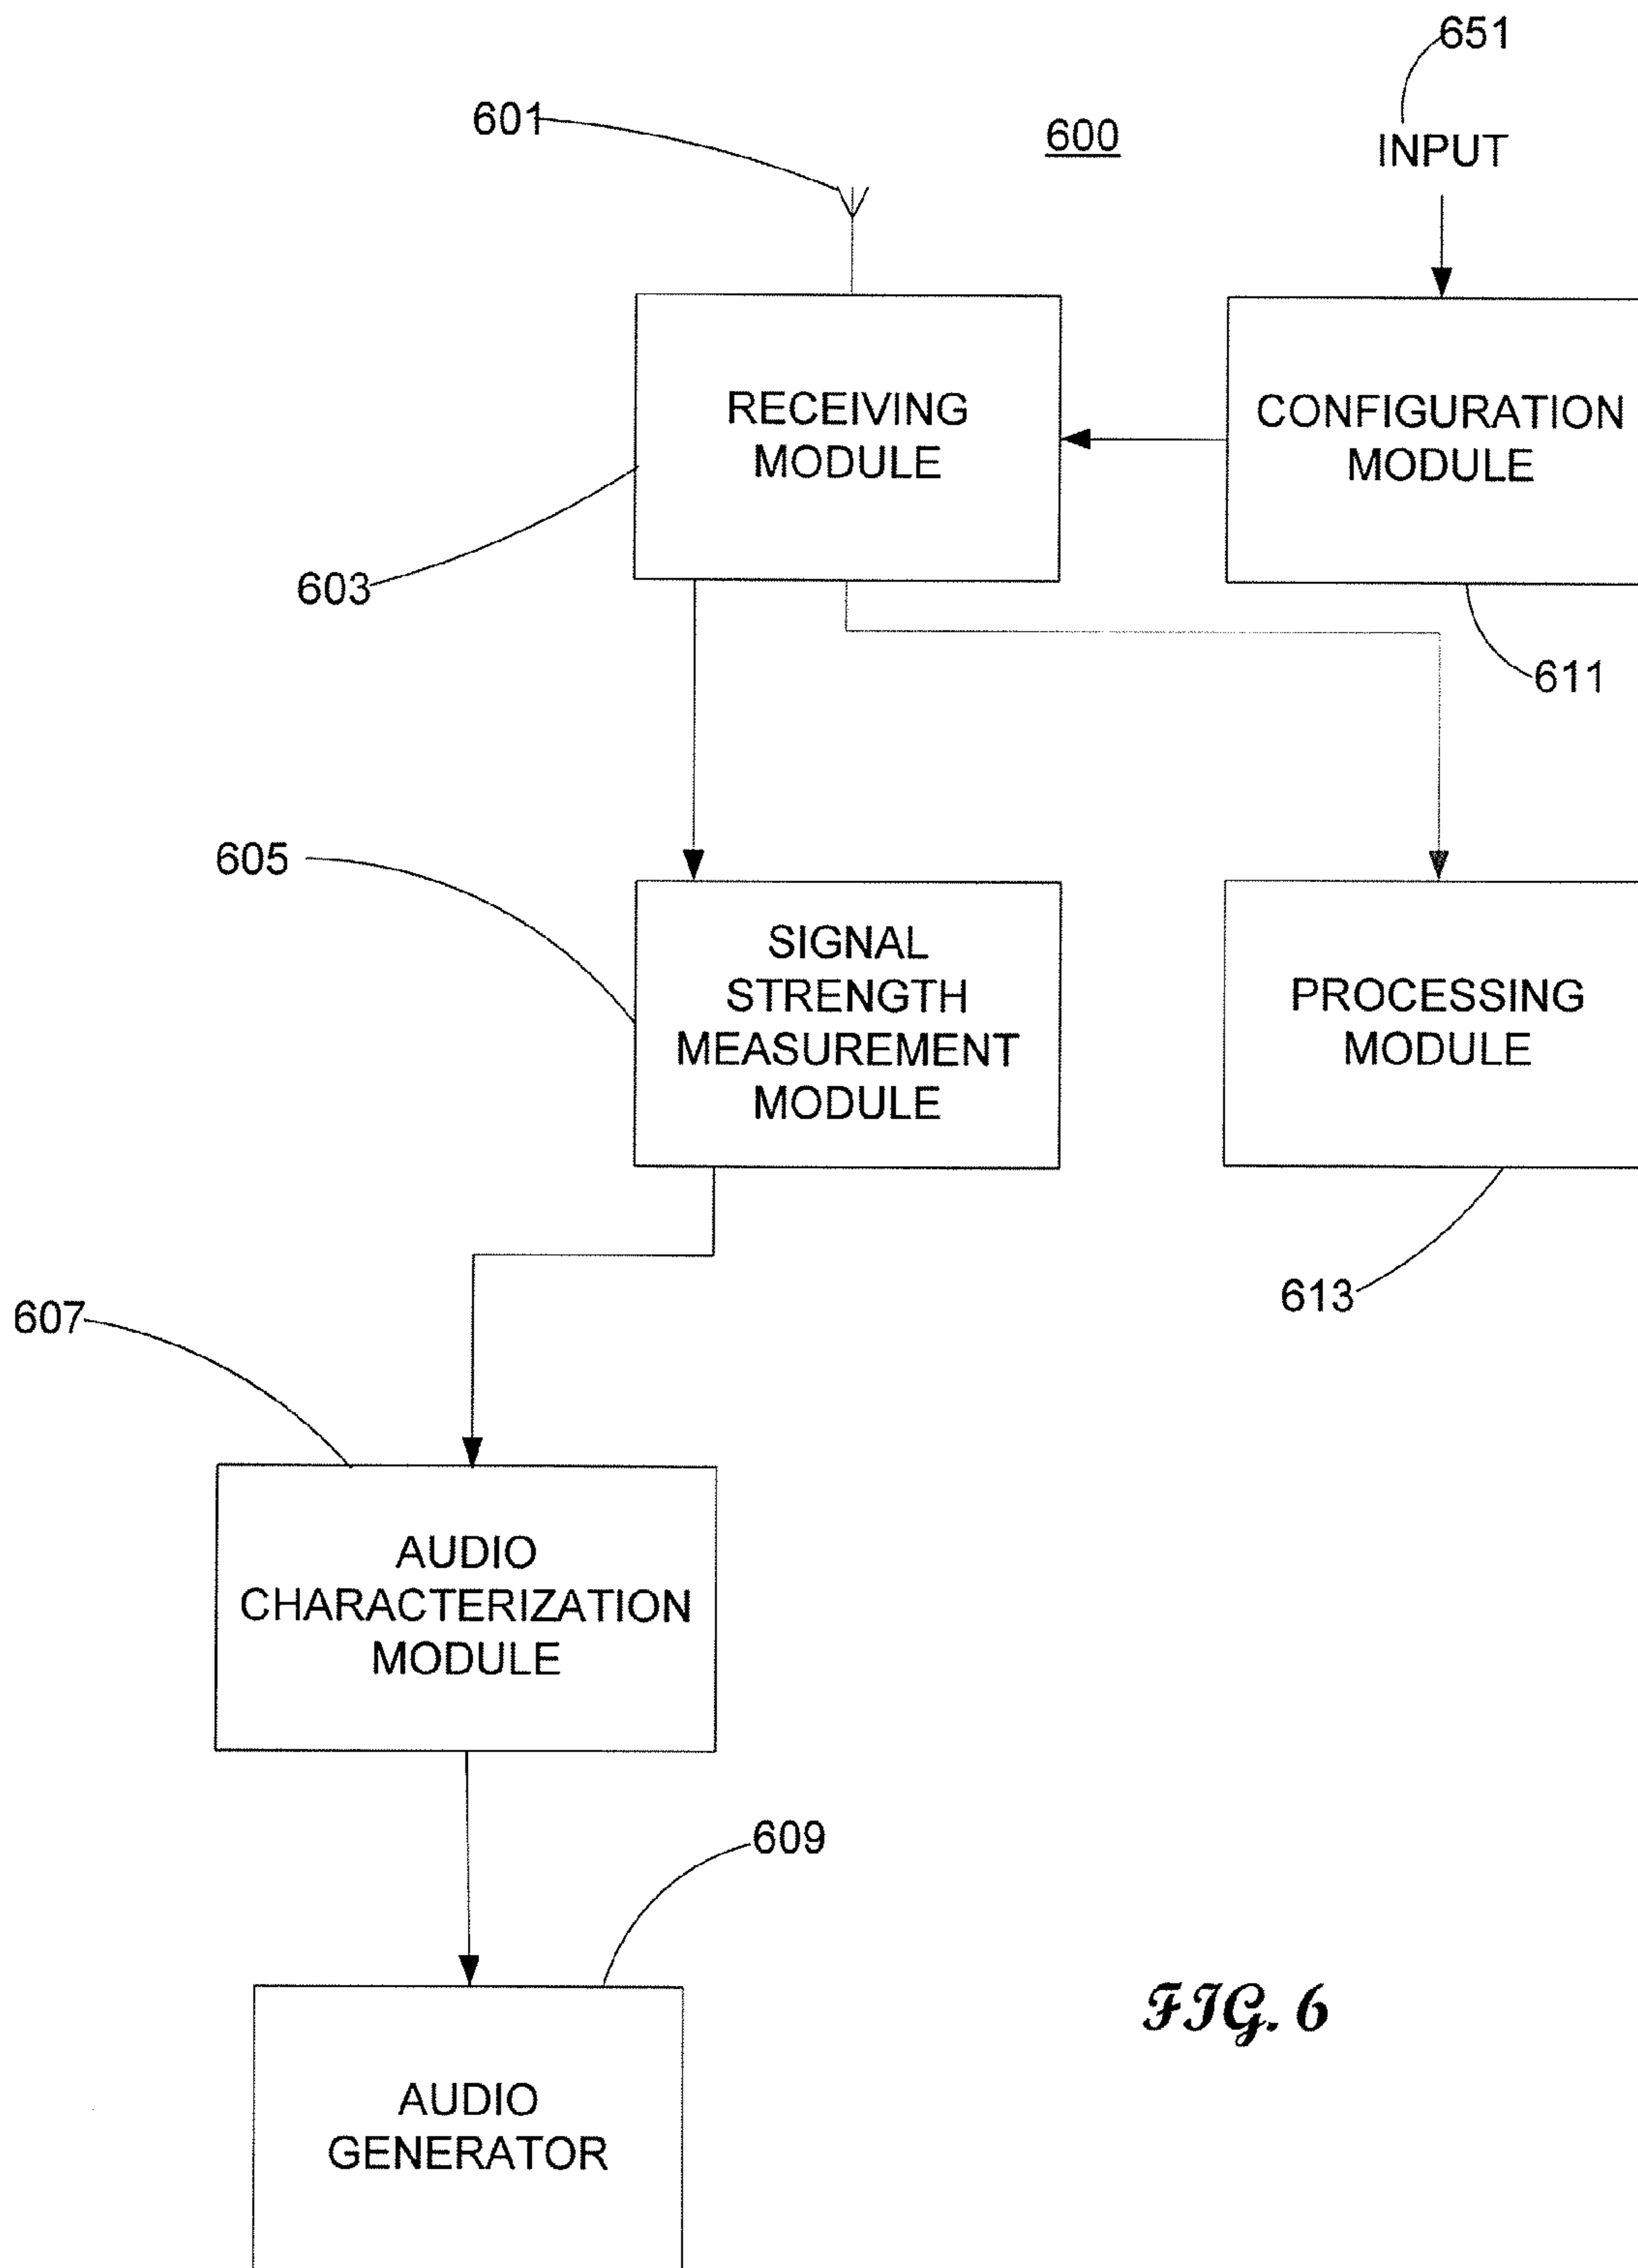 651
601
600
INPUT
RECEIVING
MODULE
CONFIGURATION
MODULE
603
611
605
SIGNAL
STRENGTH
MEASUREMENT
MODULE
PROCESSING
MODULE
613
607
AUDIO
CHARACTERIZATION
MODULE
609
FIG. 6
AUDIO
GENERATOR